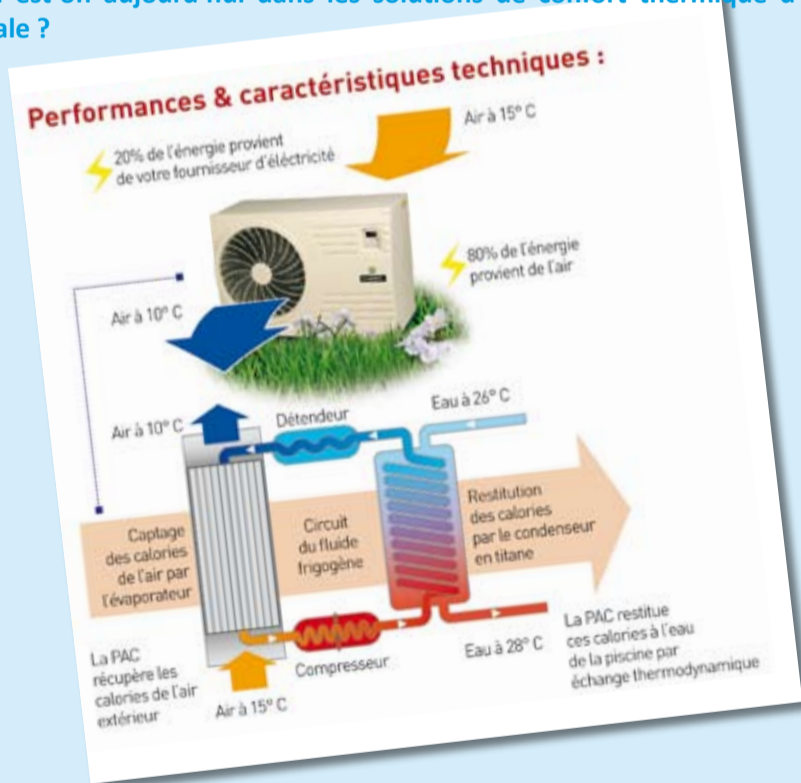 est-on aujourd'hui dans les solutions de confort thermique
ale ?
Performances & caractéristiques techniques :
20% de l'énergie provient
de votre fournisseur d'éléctricité
Air à 15° C
80% de l'énergie
provient de l'air
Air à 10° C
Air à 10° C
Détendeur
Eau à 26° C
Captage
des calories
de l'air par
l'évaporateur
Circuit
du fluide
frigogène
Restitution
des calories
par le condenseur
en titane
La PAC
récupère les
calories de l'air
extérieur
Air à 15° C
Compresseur
Eau à 28° C
La PAC restitue
ces calories à l'eau
de la piscine par
échange thermodynamique